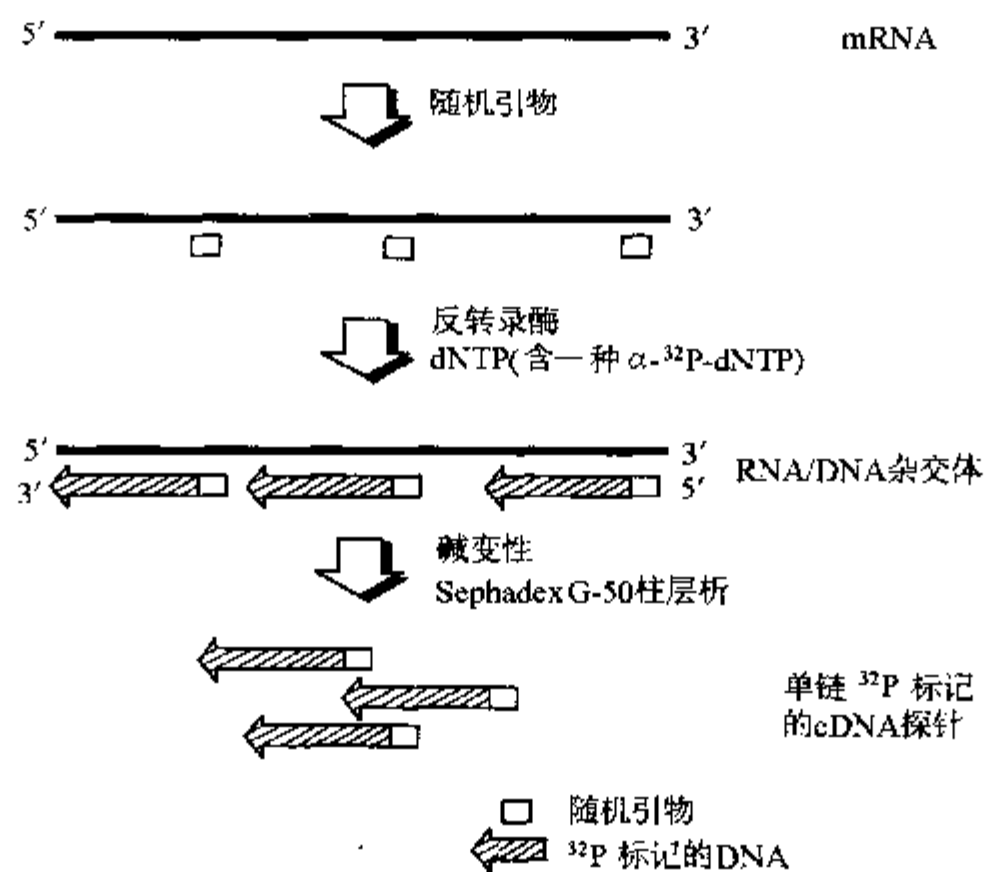 5′ 3′ mRNA
随机引物
5′ 3′
反转录酶
dNTP(含一种 α-³²P-dNTP)
5′ 3′
3′ 5′ RNA/DNA杂交体
碱变性
Sephadex G-50柱层析
单链 ³²P 标记
的cDNA探针
随机引物
³²P 标记的DNA